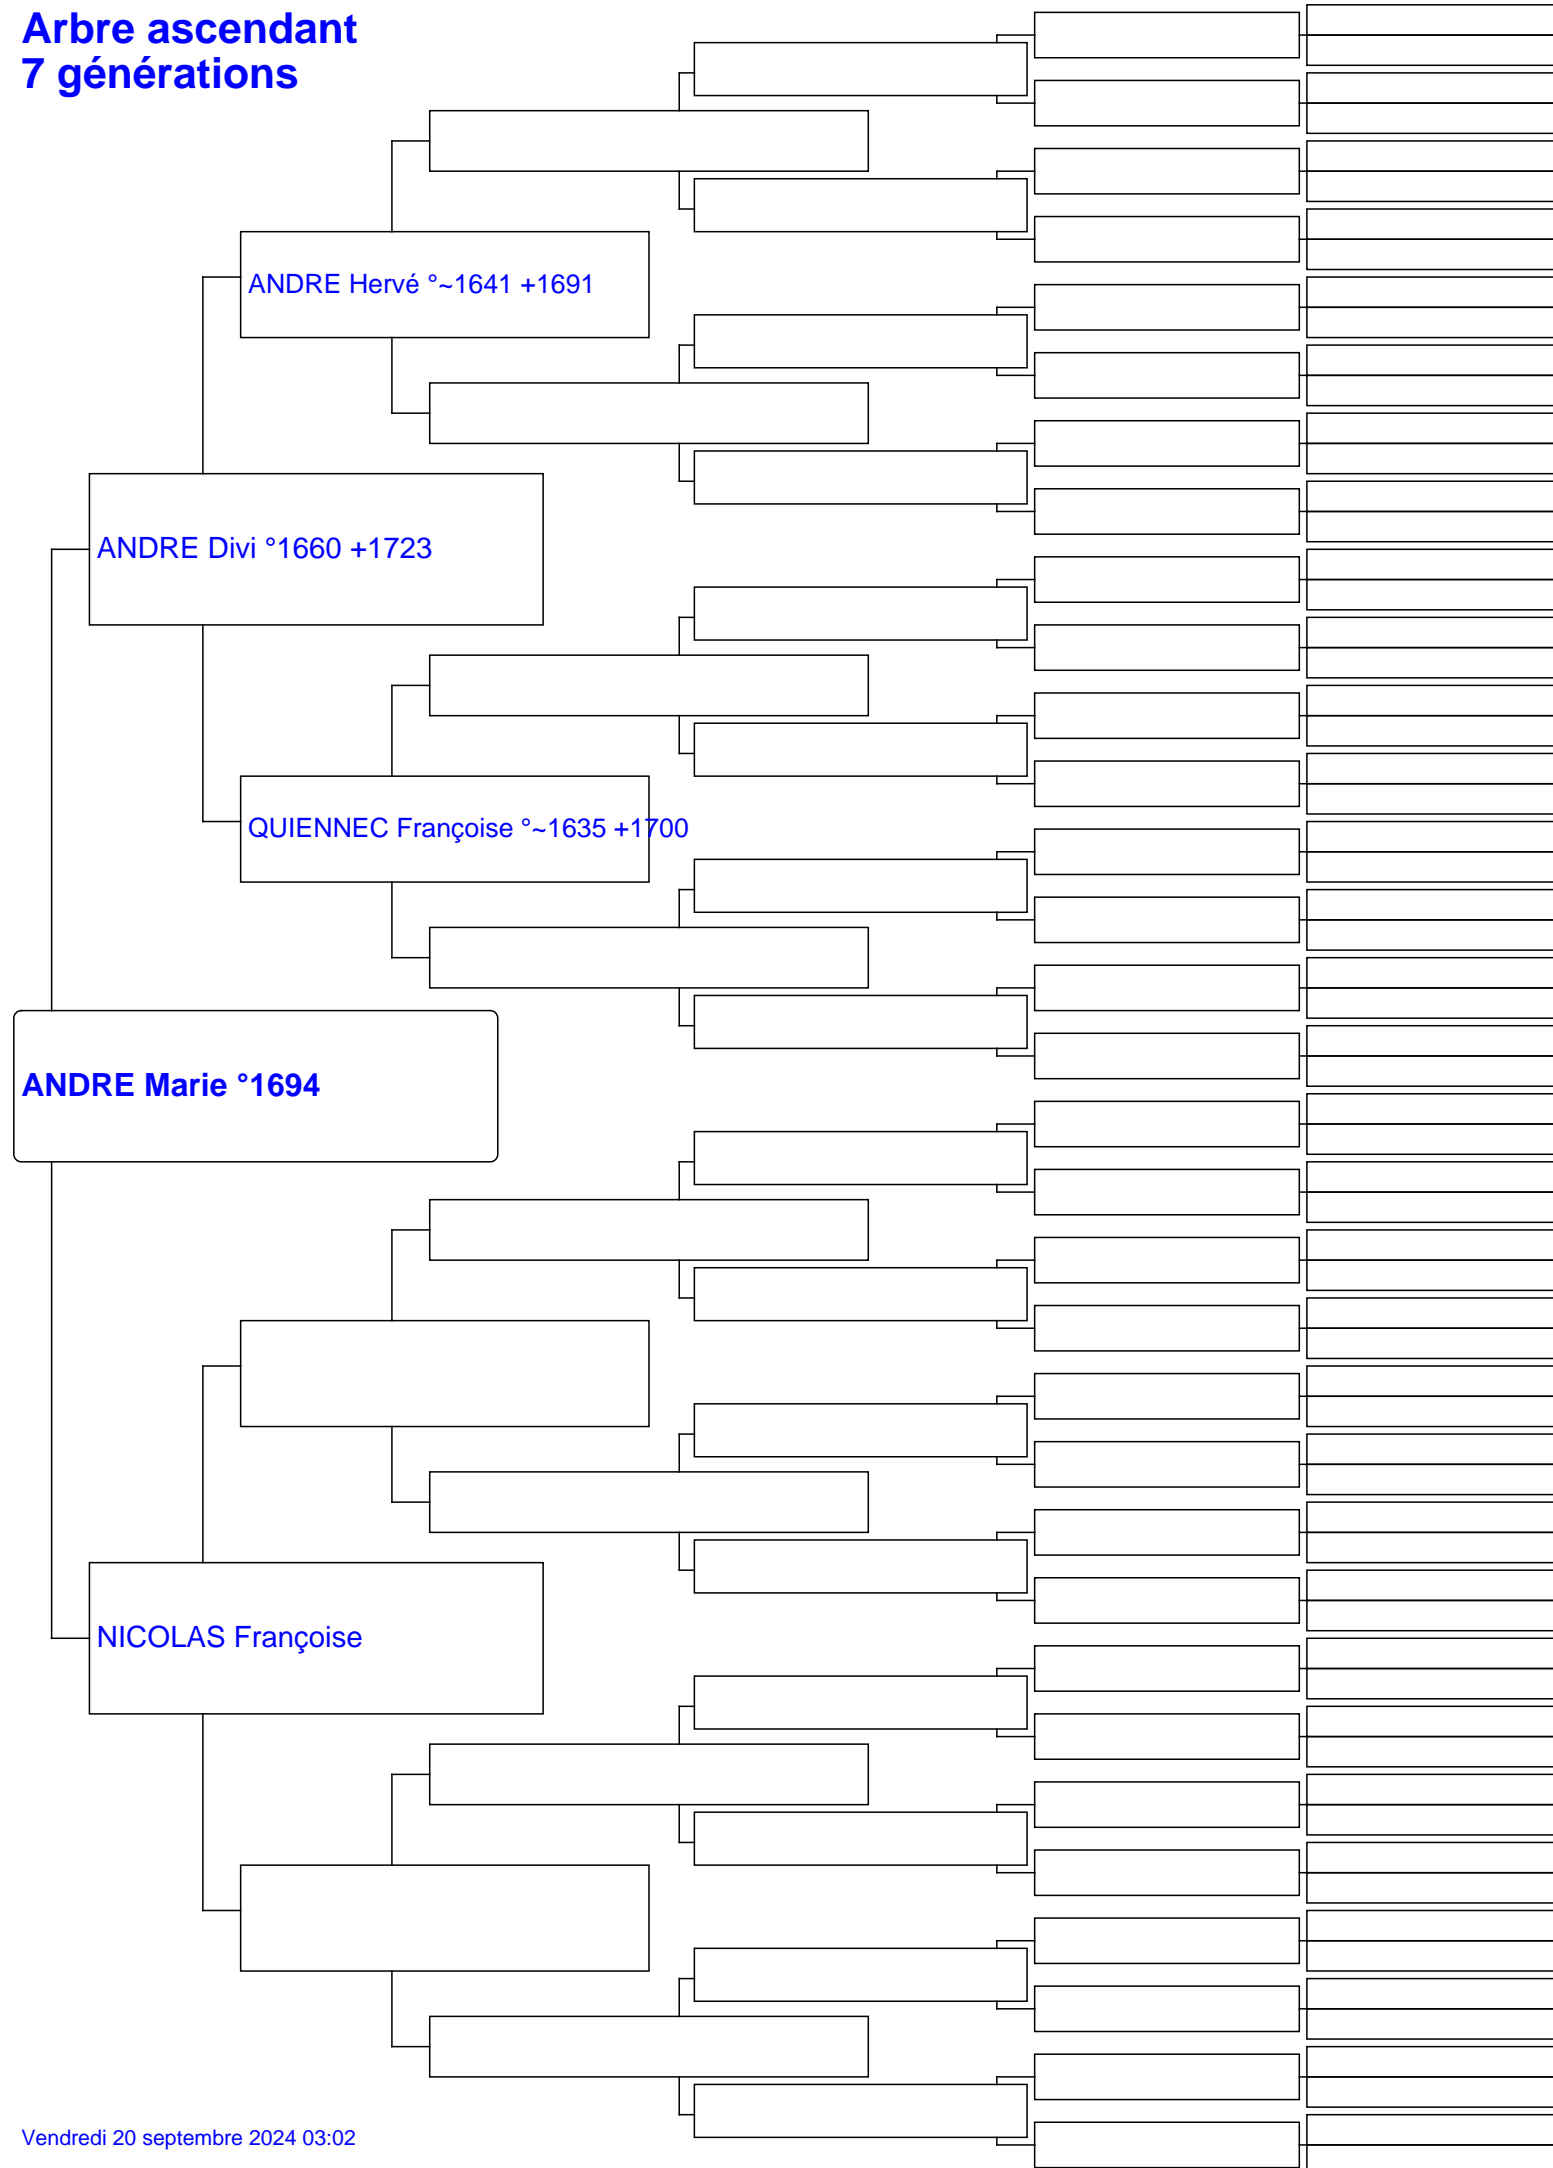 Arbre ascendant
7 générations
ANDRE Hervé °~1641 +1691
ANDRE Divi °1660 +1723
QUIENNEC Françoise °~1635 +1700
ANDRE Marie °1694
NICOLAS Françoise
Vendredi 20 septembre 2024 03:02